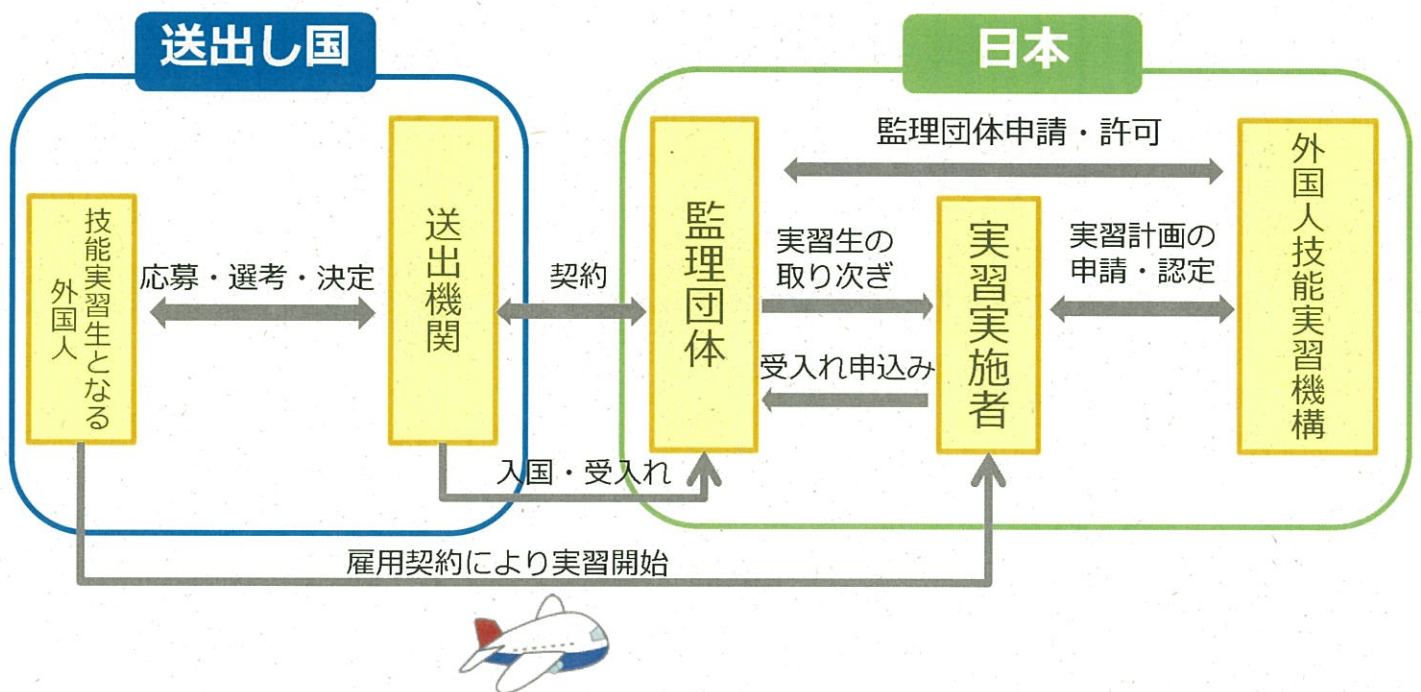 送出し国
日本
技能実習生となる
外国人
応募・選考・決定
送出機関
契約
監理団体
監理団体申請・許可
実習生の
取り次ぎ
受入れ申込み
実習実施者
実習計画の
申請・認定
外国人技能実習機構
入国・受入れ
雇用契約により実習開始